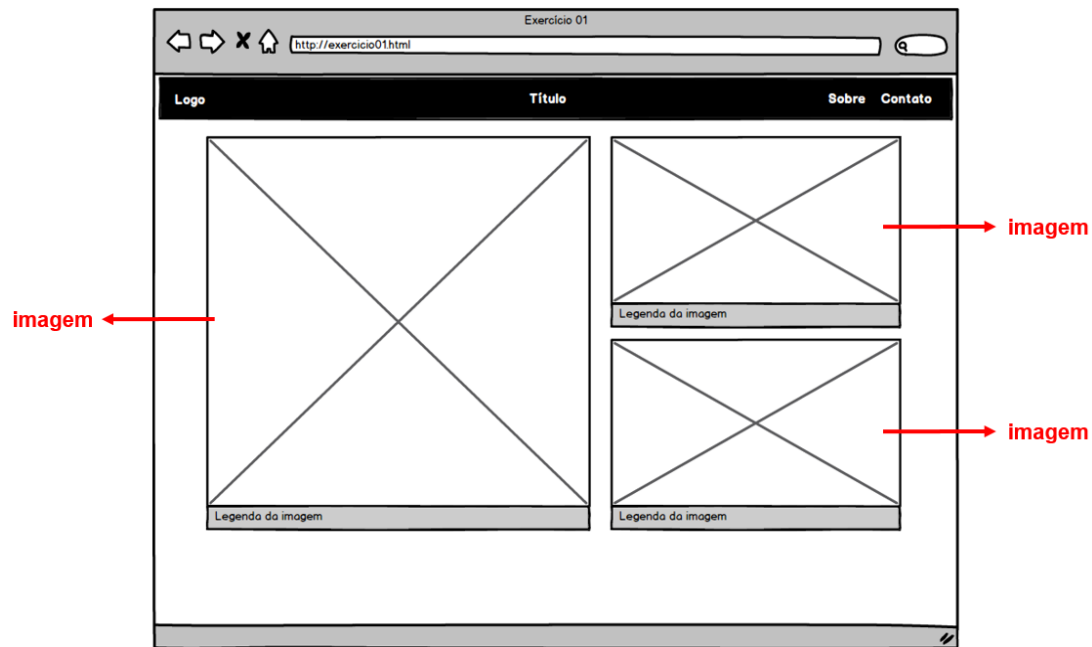 Exercício 01
http://exercicio01.html
Logo
Título
Sobre Contato
imagem
imagem
Legenda da imagem
imagem
Legenda da imagem
Legenda da imagem